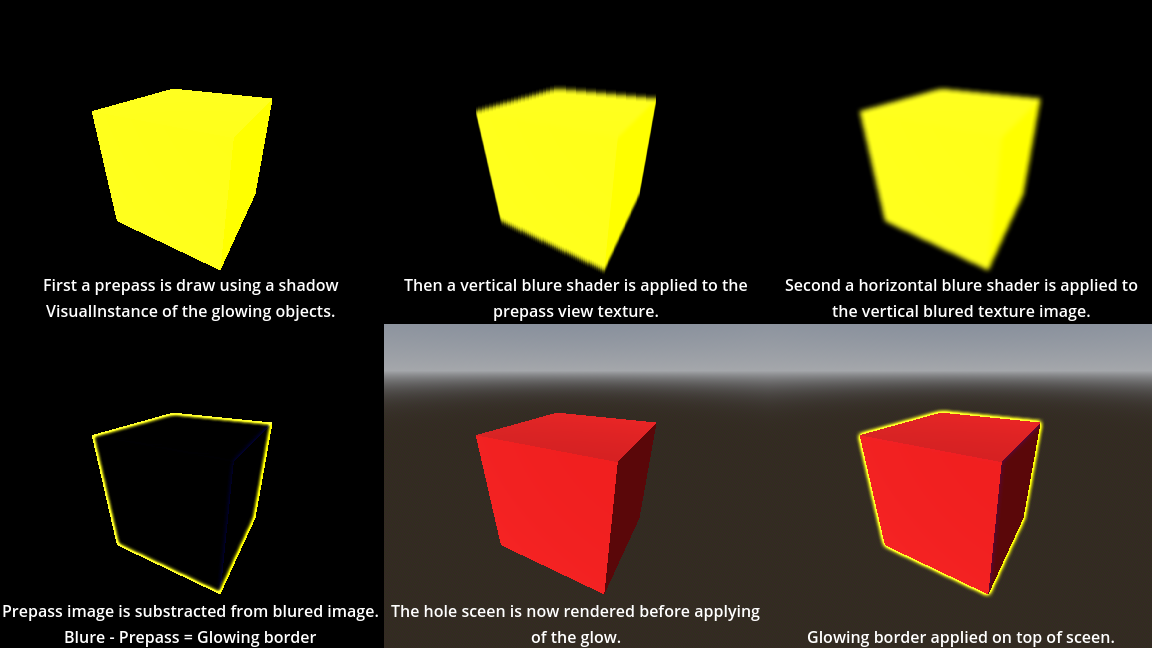 First a prepass is draw using a shadow
VisualInstance of the glowing objects.
Then a vertical blure shader is applied to the
prepass view texture.
Second a horizontal blure shader is applied to
the vertical blured texture image.
Prepass image is substracted from blured image.
Blure - Prepass = Glowing border
The hole sceen is now rendered before applying
of the glow.
Glowing border applied on top of sceen.